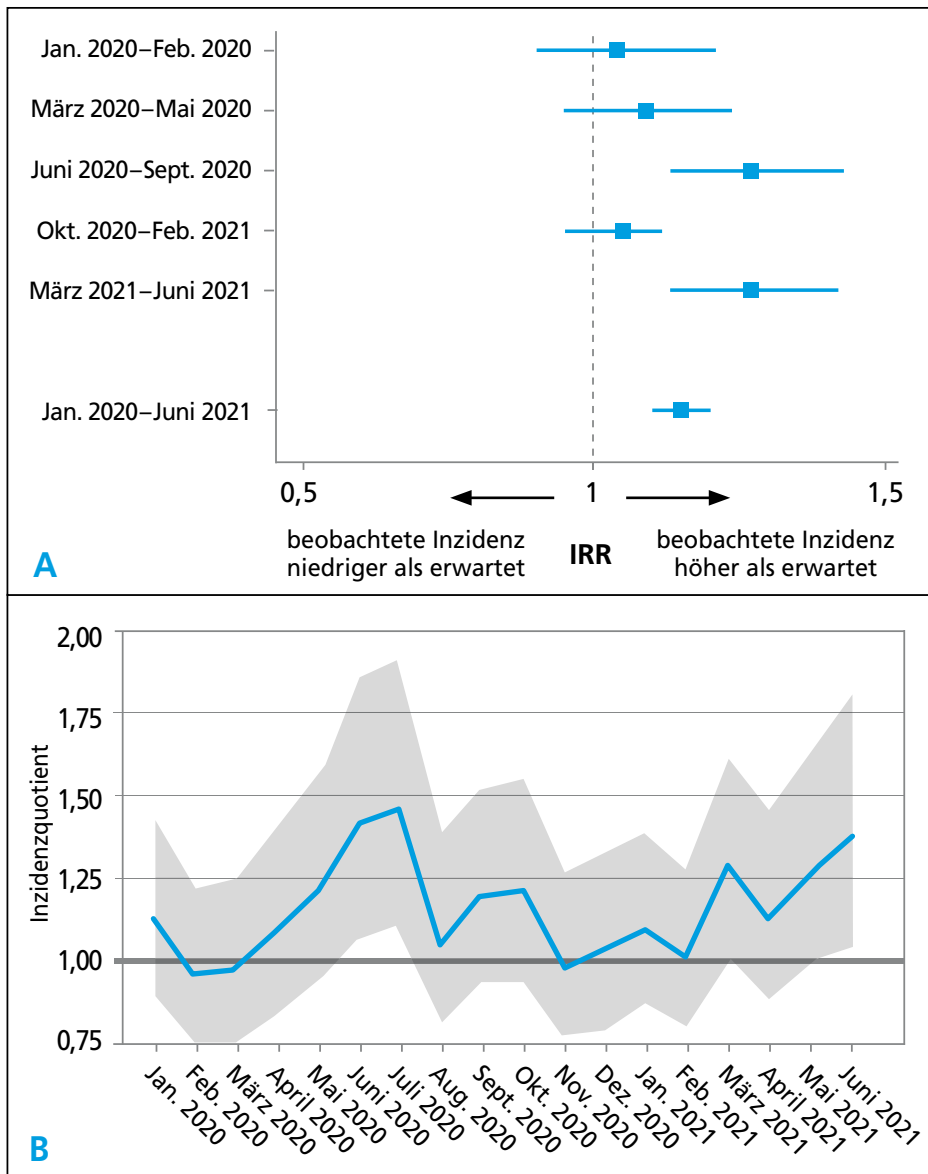 Jan. 2020–Feb. 2020
März 2020–Mai 2020
Juni 2020–Sept. 2020
Okt. 2020–Feb. 2021
März 2021–Juni 2021
Jan. 2020–Juni 2021
0,5
1
1,5
beobachtete Inzidenz
niedriger als erwartet
IRR
beobachtete Inzidenz
höher als erwartet
A
2,00
1,75
1,50
1,25
1,00
0,75
Inzidenzquotient
Jan. 2020
Feb. 2020
März 2020
April 2020
Mai 2020
Juni 2020
Juli 2020
Aug. 2020
Sept. 2020
Okt. 2020
Nov. 2020
Dez. 2020
Jan. 2021
Feb. 2021
März 2021
April 2021
Mai 2021
Juni 2021
B